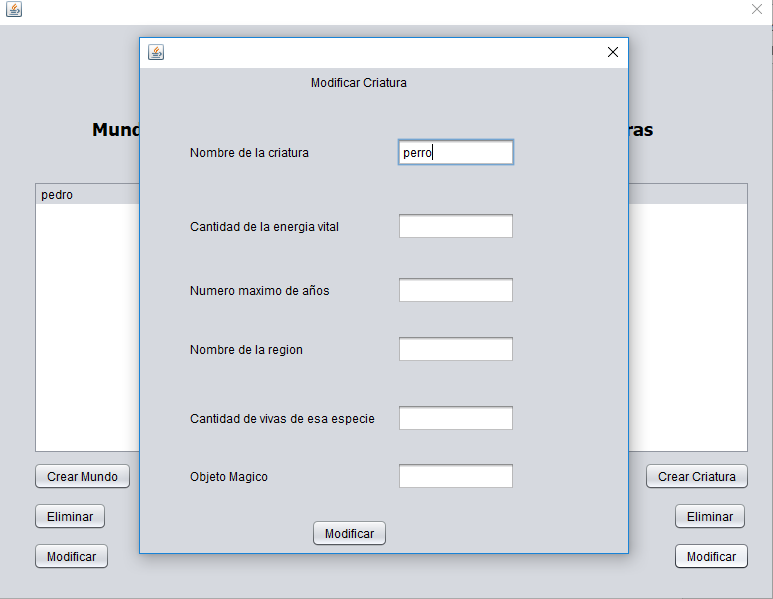 Modificar Criatura
Nombre de la criatura
perro
Cantidad de la energia vital
Numero maximo de años
Nombre de la region
Cantidad de vivas de esa especie
Objeto Magico
Modificar
pedro
Crear Mundo
Eliminar
Modificar
Crear Criatura
Eliminar
Modificar